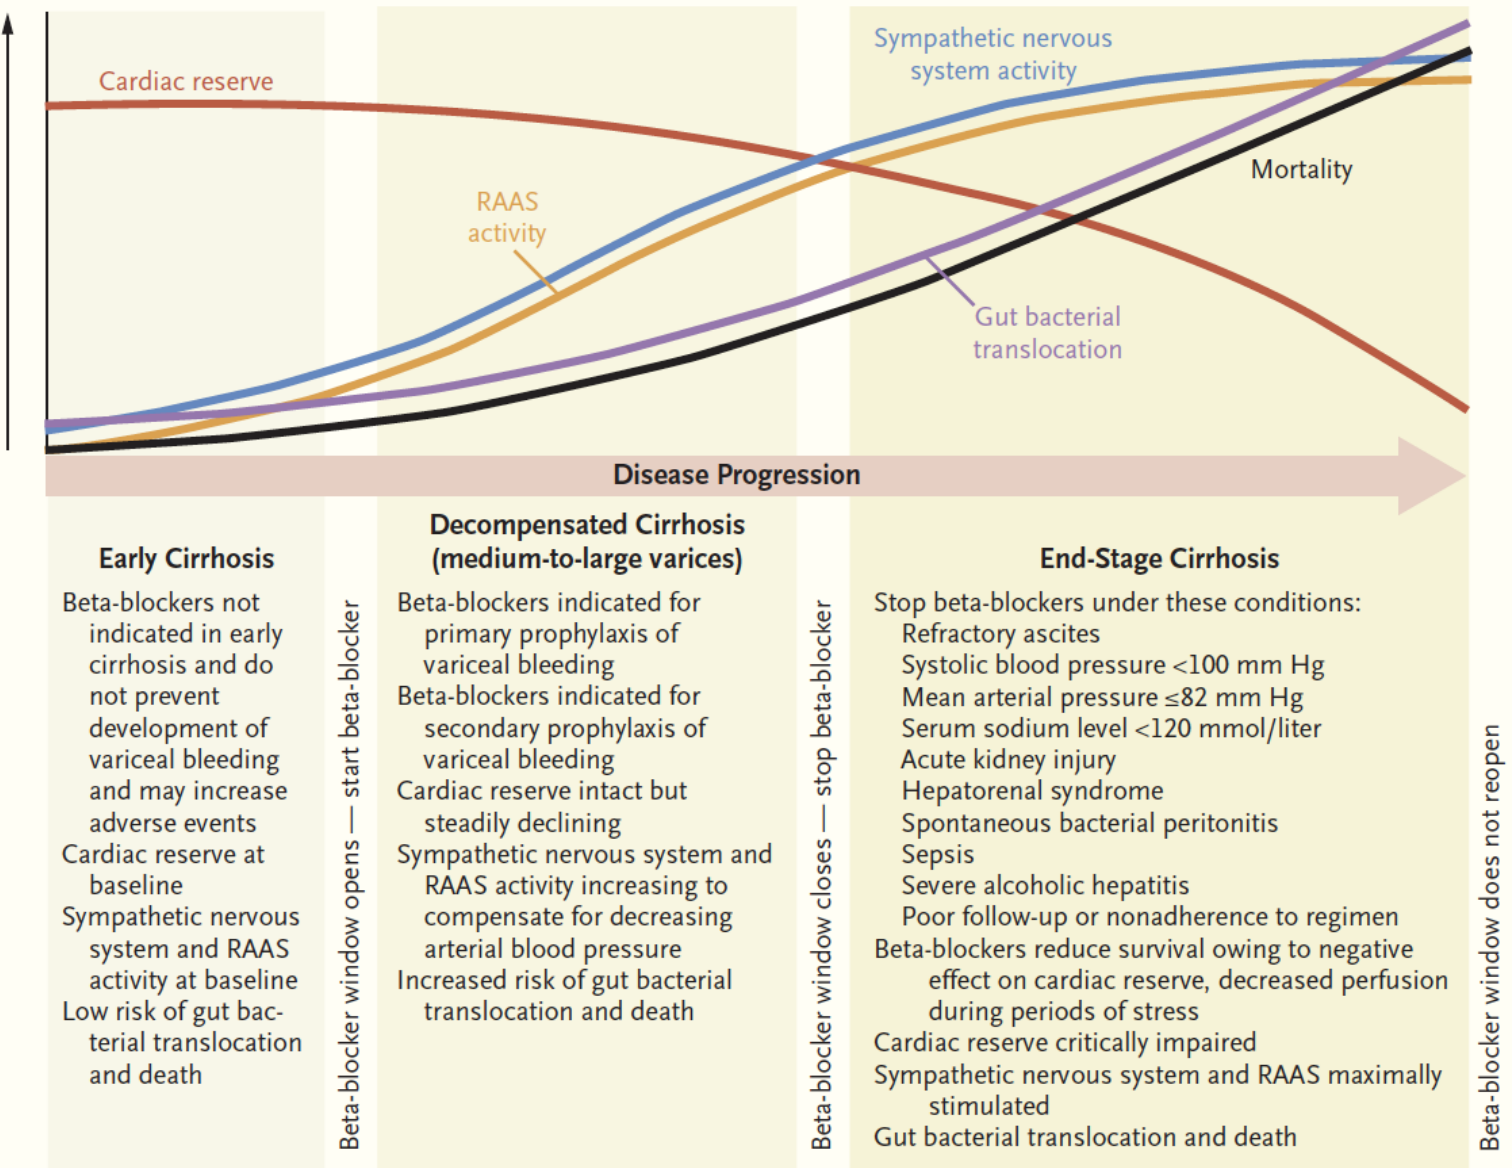 Cardiac reserve
Sympathetic nervous
system activity
RAAS
activity
Mortality
Gut bacterial
translocation
Disease Progression
Early Cirrhosis
Beta-blockers not
indicated in early
cirrhosis and do
not prevent
development of
variceal bleeding
and may increase
adverse events
Cardiac reserve at
baseline
Sympathetic nervous
system and RAAS
activity at baseline
Low risk of gut bac-
terial translocation
and death
Beta-blocker window opens — start beta-blocker
Decompensated Cirrhosis
(medium-to-large varices)
Beta-blockers indicated for
primary prophylaxis of
variceal bleeding
Beta-blockers indicated for
secondary prophylaxis of
variceal bleeding
Cardiac reserve intact but
steadily declining
Sympathetic nervous system and
RAAS activity increasing to
compensate for decreasing
arterial blood pressure
Increased risk of gut bacterial
translocation and death
Beta-blocker window closes — stop beta-blocker
End-Stage Cirrhosis
Stop beta-blockers under these conditions:
Refractory ascites
Systolic blood pressure <100 mm Hg
Mean arterial pressure ≤82 mm Hg
Serum sodium level <120 mmol/liter
Acute kidney injury
Hepatorenal syndrome
Spontaneous bacterial peritonitis
Sepsis
Severe alcoholic hepatitis
Poor follow-up or nonadherence to regimen
Beta-blockers reduce survival owing to negative
effect on cardiac reserve, decreased perfusion
during periods of stress
Cardiac reserve critically impaired
Sympathetic nervous system and RAAS maximally
stimulated
Gut bacterial translocation and death
Beta-blocker window does not reopen